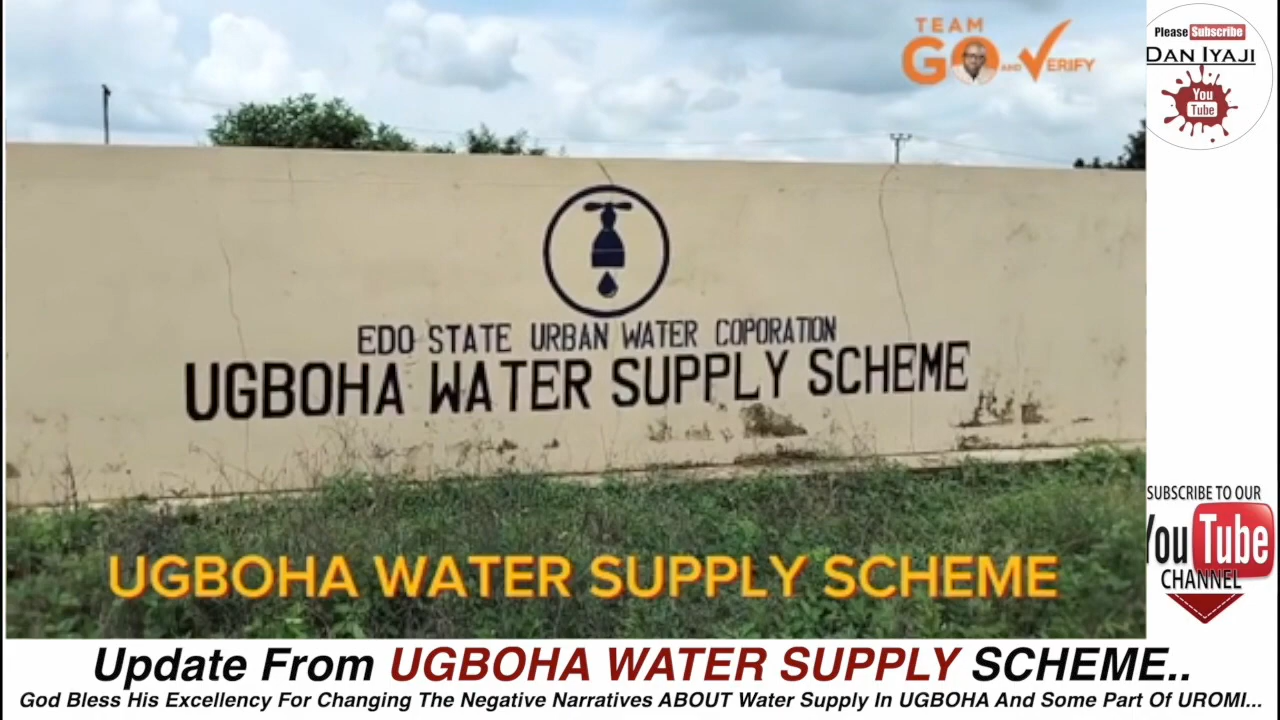 TEAM
GO AND VERIFY
Please Subscribe
DAN IYAJI
You
Tube
EDO STATE URBAN WATER COPORATION
UGBOHA WATER SUPPLY SCHEME
SUBSCRIBE TO OUR
YouTube
CHANNEL
UGBOHA WATER SUPPLY SCHEME
Update From UGBOHA WATER SUPPLY SCHEME..
God Bless His Excellency For Changing The Negative Narratives ABOUT Water Supply In UGBOHA And Some Part Of UROMI...